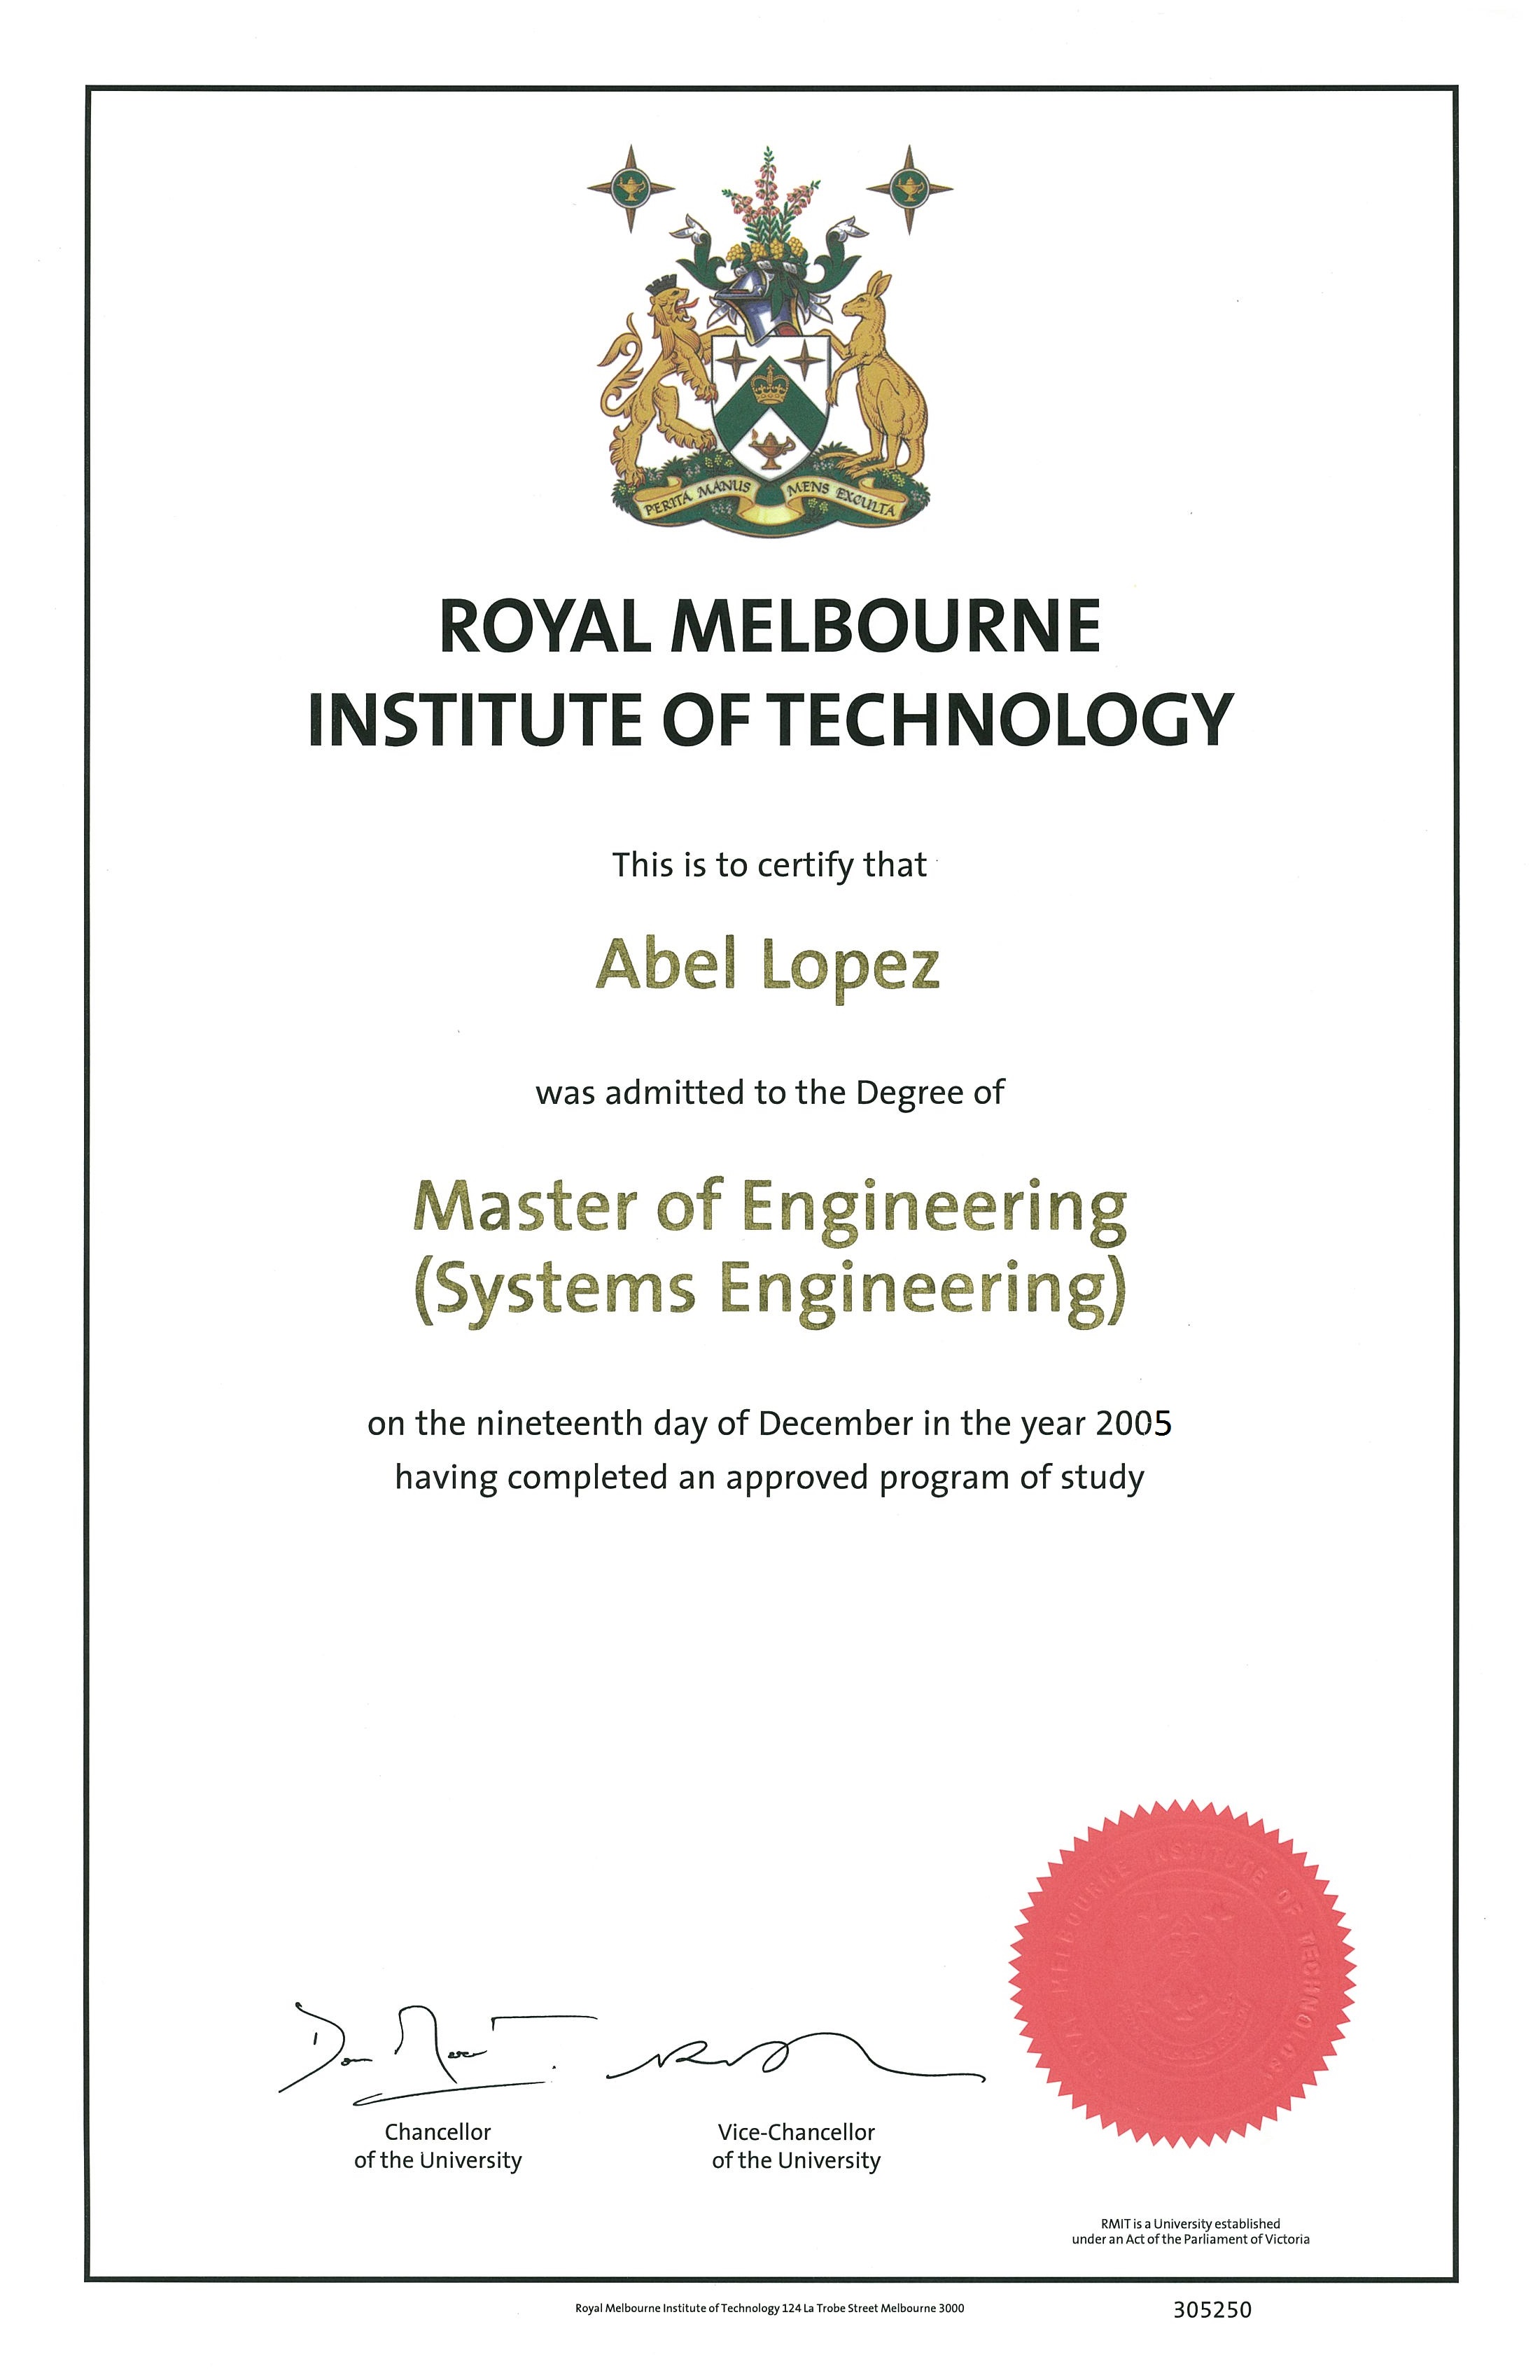 PERITA MANUS MENS EXCULTA
ROYAL MELBOURNE
INSTITUTE OF TECHNOLOGY
This is to certify that
Abel Lopez
was admitted to the Degree of
Master of Engineering
(Systems Engineering)
on the nineteenth day of December in the year 2005
having completed an approved program of study
MELBOURNE INSTITUTE OF TECHNOLOGY
Chancellor
of the University
Vice-Chancellor
of the University
RMIT is a University established
under an Act of the Parliament of Victoria
Royal Melbourne Institute of Technology 124 La Trobe Street Melbourne 3000
305250